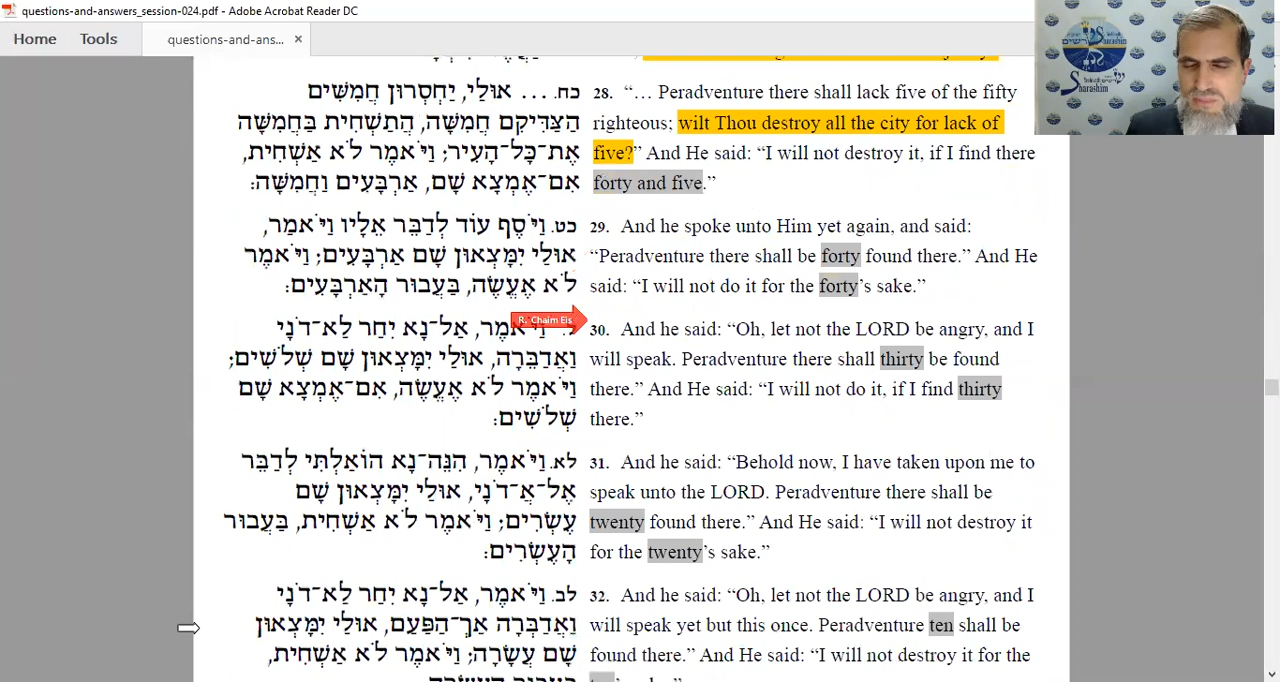 questions-and-answers_session-024.pdf - Adobe Acrobat Reader DC
Home
Tools
questions-and-ans...
×
כח. ... אוּלַי, יַחְסְרוּן חֲמִשִּׁים
הַצַּדִּיקִם חֲמִשָּׁה, הֲתַשְׁחִית בַּחֲמִשָּׁה
אֶת־כָּל־הָעִיר; וַיֹּאמֶר לֹא אַשְׁחִית,
אִם־אֶמְצָא שָׁם, אַרְבָּעִים וַחֲמִשָּׁה:
28. “... Peradventure there shall lack five of the fifty
righteous; wilt Thou destroy all the city for lack of
five?” And He said: “I will not destroy it, if I find there
forty and five.”
כט. וַיֹּסֶף עוֹד לְדַבֵּר אֵלָיו וַיֹּאמַר,
אוּלַי יִמָּצְאוּן שָׁם אַרְבָּעִים; וַיֹּאמֶר
לֹא אֶעֱשֶׂה, בַּעֲבוּר הָאַרְבָּעִים:
29. And he spoke unto Him yet again, and said:
“Peradventure there shall be forty found there.” And He
said: “I will not do it for the forty’s sake.”
R. Chaim Eis
ל. וַיֹּאמֶר, אַל־נָא יִחַר לַא־דֹנָי
וַאֲדַבֵּרָה, אוּלַי יִמָּצְאוּן שָׁם שְׁלֹשִׁים;
וַיֹּאמֶר לֹא אֶעֱשֶׂה, אִם־אֶמְצָא שָׁם
שְׁלֹשִׁים:
30. And he said: “Oh, let not the LORD be angry, and I
will speak. Peradventure there shall thirty be found
there.” And He said: “I will not do it, if I find thirty
there.”
לא. וַיֹּאמֶר, הִנֵּה־נָא הוֹאַלְתִּי לְדַבֵּר
אֶל־אֲ־דֹנָי, אוּלַי יִמָּצְאוּן שָׁם
עֶשְׂרִים; וַיֹּאמֶר לֹא אַשְׁחִית, בַּעֲבוּר
הָעֶשְׂרִים:
31. And he said: “Behold now, I have taken upon me to
speak unto the LORD. Peradventure there shall be
twenty found there.” And He said: “I will not destroy it
for the twenty’s sake.”
לב. וַיֹּאמֶר, אַל־נָא יִחַר לַא־דֹנָי
וַאֲדַבְּרָה אַךְ־הַפַּעַם, אוּלַי יִמָּצְאוּן
שָׁם עֲשָׂרָה; וַיֹּאמֶר לֹא אַשְׁחִית,
32. And he said: “Oh, let not the LORD be angry, and I
will speak yet but this once. Peradventure ten shall be
found there.” And He said: “I will not destroy it for the
Sharashim